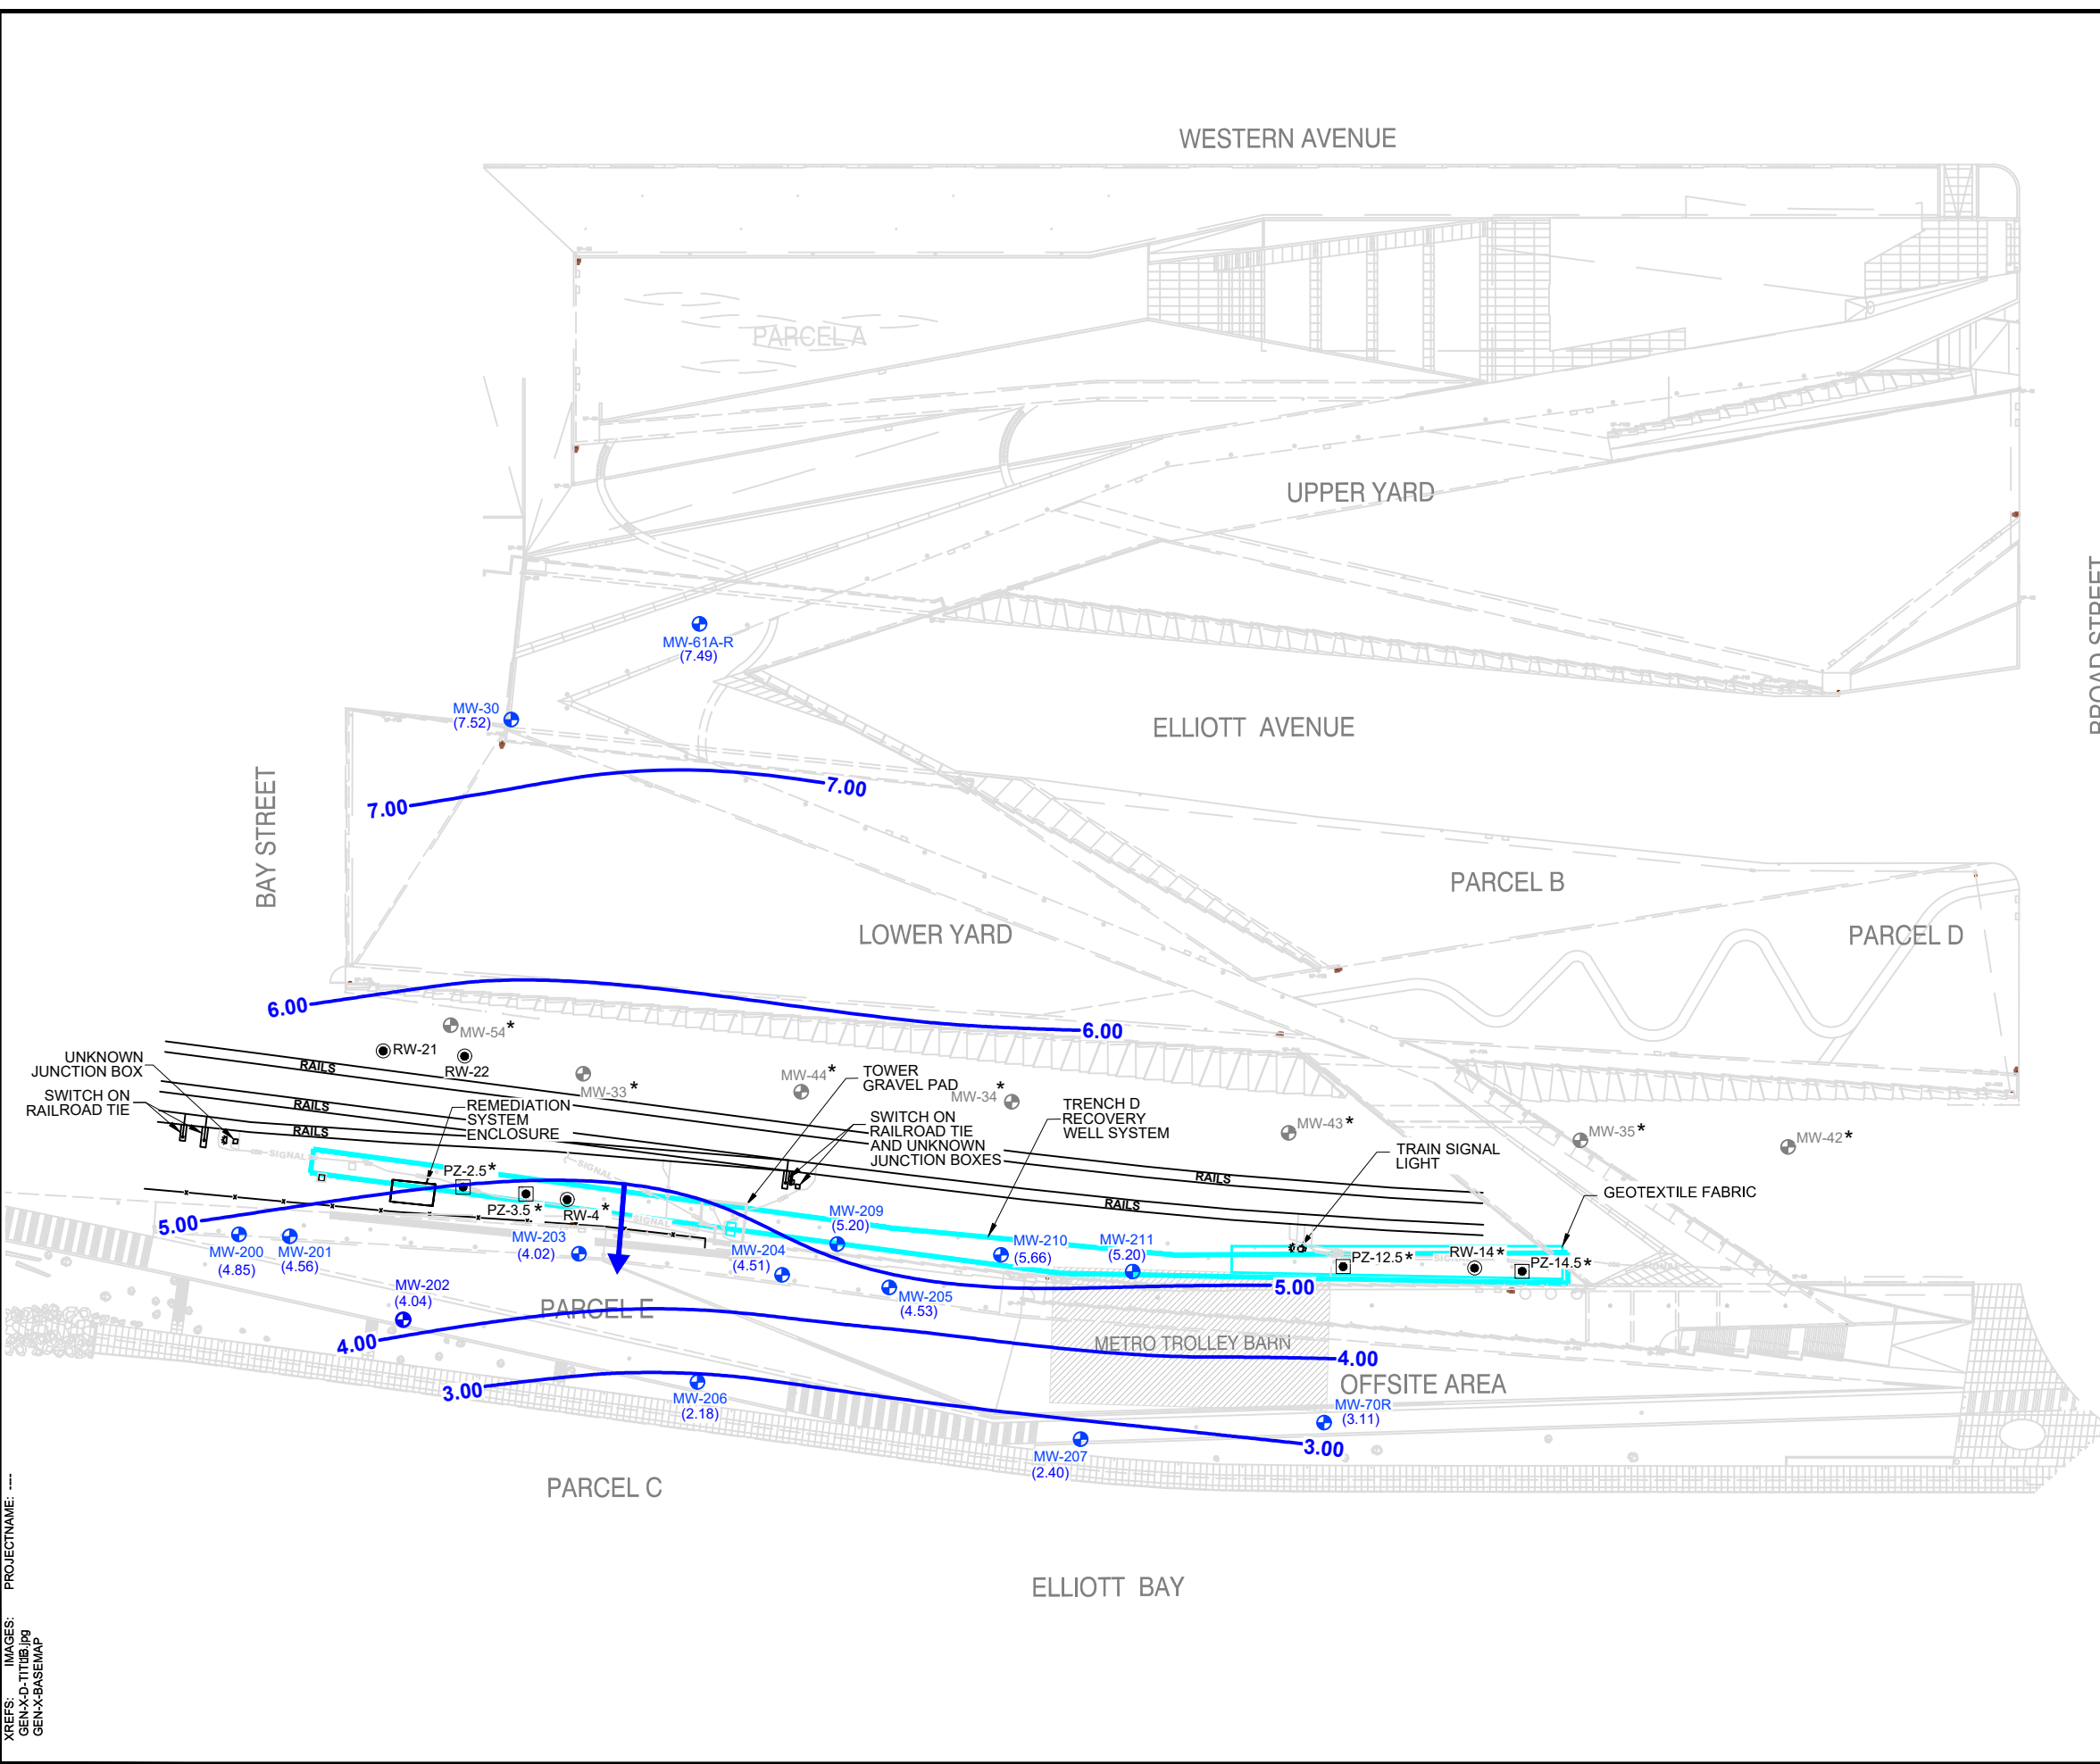 WESTERN AVENUE
PARCEL A
UPPER YARD
BROAD STREET
MW-61A-R
(7.49)
MW-30
(7.52)
ELLIOTT AVENUE
7.00
7.00
BAY STREET
PARCEL B
LOWER YARD
PARCEL D
6.00
6.00
MW-54*
RW-21
RW-22
UNKNOWN
JUNCTION BOX
SWITCH ON
RAILROAD TIE
RAILS
RAILS
RAILS
MW-33*
MW-44*
TOWER
GRAVEL PAD
MW-34*
REMEDIATION
SYSTEM
ENCLOSURE
SWITCH ON
RAILROAD TIE
AND UNKNOWN
JUNCTION BOXES
TRENCH D
RECOVERY
WELL SYSTEM
MW-43*
TRAIN SIGNAL
LIGHT
MW-35*
MW-42*
RAILS
RAILS
GEOTEXTILE FABRIC
SIGNAL
SIGNAL
SIGNAL
PZ-2.5*
PZ-3.5*
RW-4*
5.00
MW-200
(4.85)
MW-201
(4.56)
MW-203
(4.02)
MW-204
(4.51)
MW-209
(5.20)
MW-210
(5.66)
MW-211
(5.20)
PZ-12.5*
RW-14*
PZ-14.5*
5.00
MW-202
(4.04)
MW-205
(4.53)
PARCEL E
4.00
METRO TROLLEY BARN
4.00
3.00
MW-206
(2.18)
OFFSITE AREA
MW-70R
(3.11)
3.00
MW-207
(2.40)
PARCEL C
ELLIOTT BAY
XREFS: IMAGES: PROJECTNAME: ----
GEN-X-BASEMAP